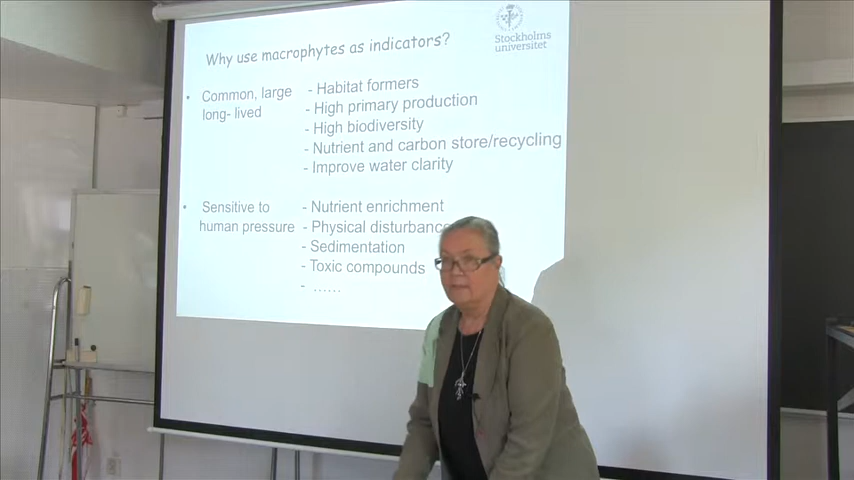 Why use macrophytes as indicators?
Stockholms
universitet
• Common, large - Habitat formers
long- lived - High primary production
- High biodiversity
- Nutrient and carbon store/recycling
- Improve water clarity
• Sensitive to - Nutrient enrichment
human pressure - Physical disturbance
- Sedimentation
- Toxic compounds
- ......